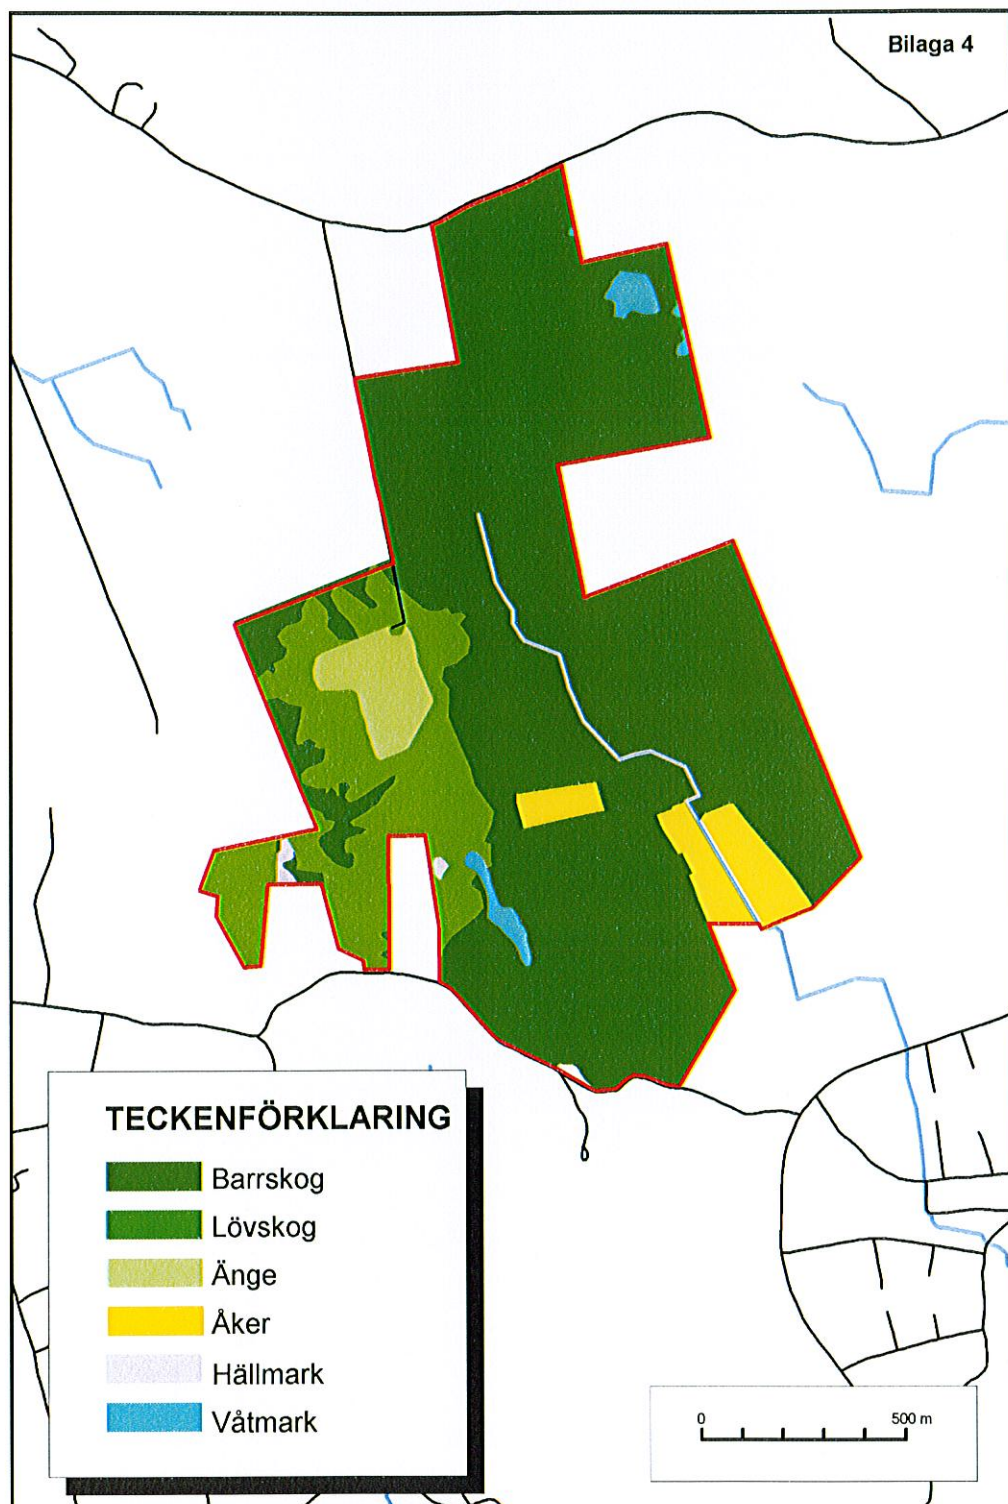 Bilaga 4
TECKENFÖRKLARING
Barrskog
Lövskog
Änge
Åker
Hällmark
Våtmark
0 500 m